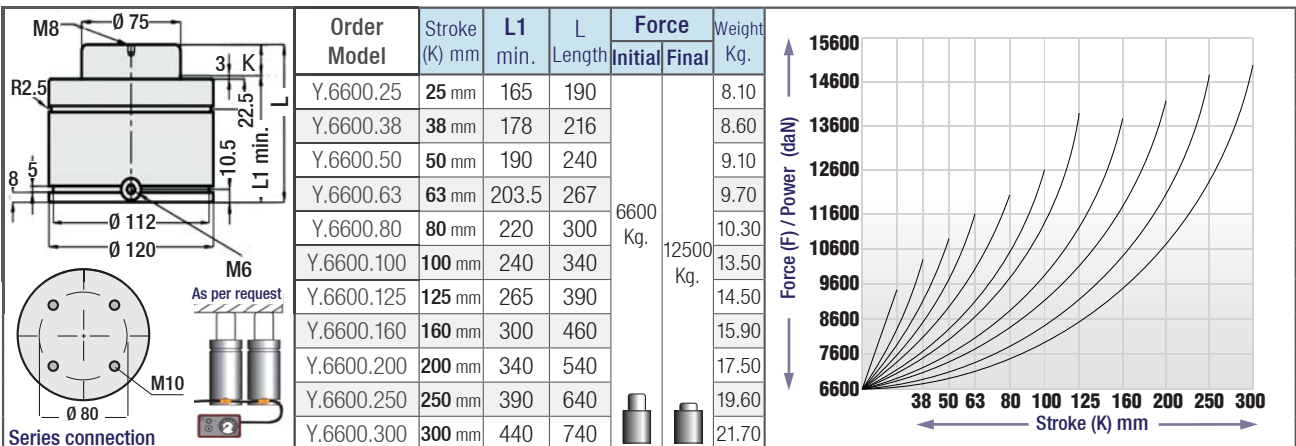 M8
Ø 75
3
K
R2.5
22.5
L
10.5
L1 min.
5
8
Ø 112
Ø 120
M6
As per request
M10
Ø 80
Series connection
Order Model Stroke (K) mm L1 min. L Length Force Initial Final Weight Kg.
Y.6600.25 25 mm 165 190 8.10
Y.6600.38 38 mm 178 216 8.60
Y.6600.50 50 mm 190 240 9.10
Y.6600.63 63 mm 203.5 267 9.70
6600 Kg.
Y.6600.80 80 mm 220 300 10.30
12500 Kg.
Y.6600.100 100 mm 240 340 13.50
Y.6600.125 125 mm 265 390 14.50
Y.6600.160 160 mm 300 460 15.90
Y.6600.200 200 mm 340 540 17.50
Y.6600.250 250 mm 390 640 19.60
Y.6600.300 300 mm 440 740 21.70
Force (F) / Power (daN)
15600
14600
13600
12600
11600
10600
9600
8600
7600
6600
38 50 63 80 100 125 160 200 250 300
Stroke (K) mm